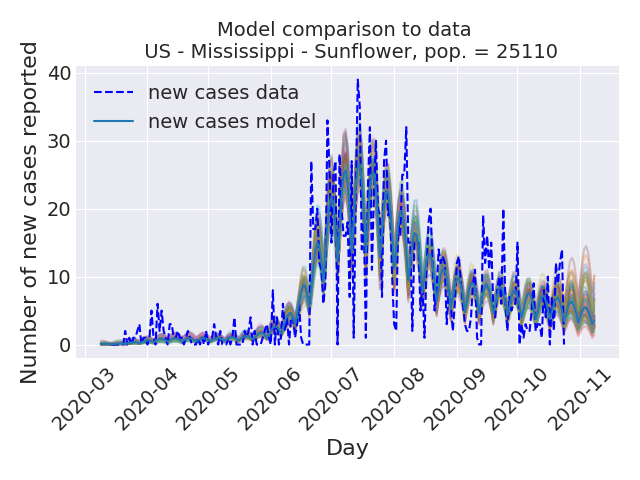 Model comparison to data
US - Mississippi - Sunflower, pop. = 25110
Number of new cases reported
40
30
20
10
0
new cases data
new cases model
2020-03
2020-04
2020-05
2020-06
2020-07
2020-08
2020-09
2020-10
2020-11
Day